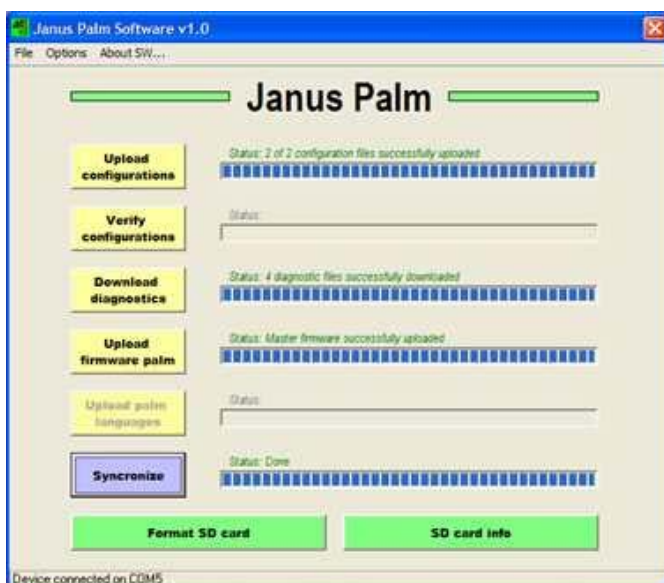 Janus Palm Software v1.0
File Options About SW...
Janus Palm
Upload
configurations
Status: 2 of 2 configuration files successfully uploaded
Verify
configurations
Status:
Download
diagnostics
Status: 4 diagnostic files successfully downloaded
Upload
firmware palm
Status: Master firmware successfully uploaded
Upload palm
languages
Status:
Syncronize
Status: Done
Format SD card
SD card info
Device connected on COM5